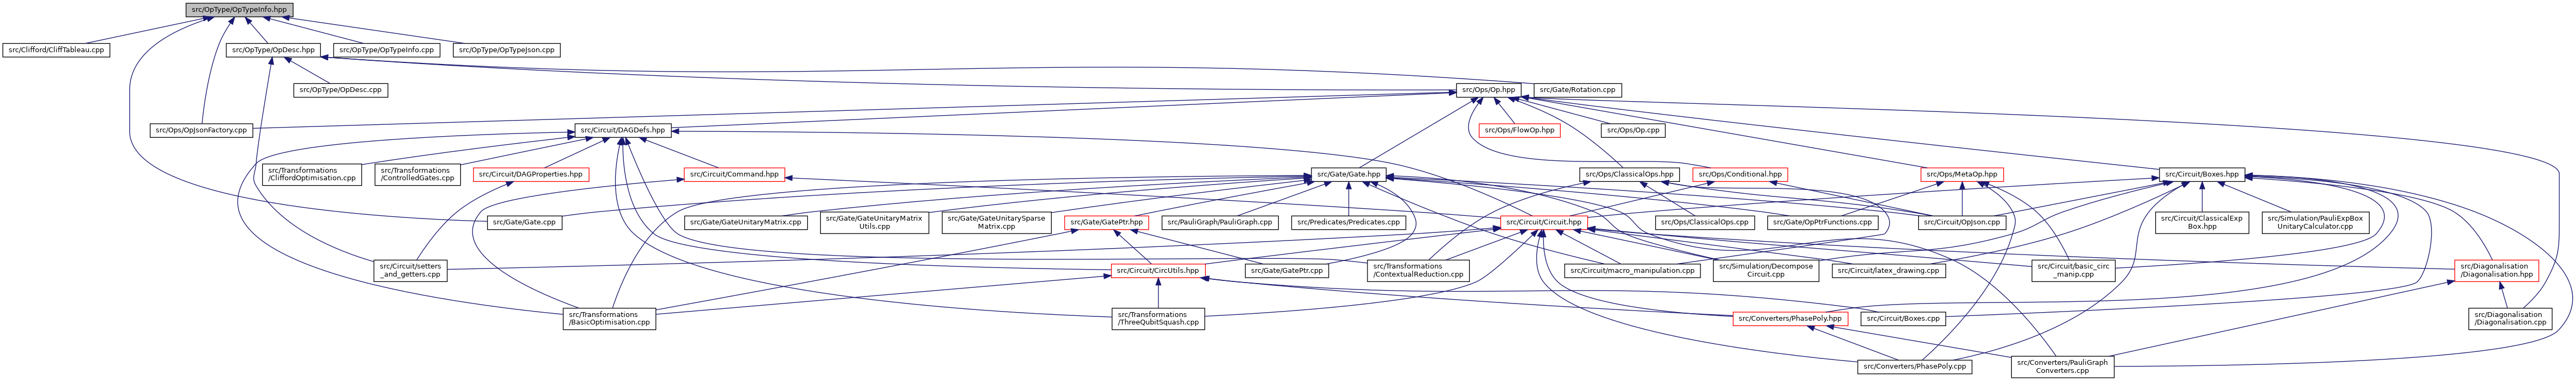 src/OpType/OpTypeInfo.hpp
src/Clifford/CliffTableau.cpp
src/OpType/OpDesc.hpp
src/OpType/OpTypeInfo.cpp
src/OpType/OpTypeJson.cpp
src/OpType/OpDesc.cpp
src/Ops/Op.hpp
src/Gate/Rotation.cpp
src/Ops/OpJsonFactory.cpp
src/Circuit/DAGDefs.hpp
src/Ops/FlowOp.hpp
src/Ops/Op.cpp
src/Transformations
/CliffordOptimisation.cpp
src/Transformations
/ControlledGates.cpp
src/Circuit/DAGProperties.hpp
src/Circuit/Command.hpp
src/Gate/Gate.hpp
src/Ops/ClassicalOps.hpp
src/Ops/Conditional.hpp
src/Ops/MetaOp.hpp
src/Circuit/Boxes.hpp
src/Gate/Gate.cpp
src/Gate/GateUnitaryMatrix.cpp
src/Gate/GateUnitaryMatrix
Utils.cpp
src/Gate/GateUnitarySparse
Matrix.cpp
src/Gate/GatePtr.hpp
src/PauliGraph/PauliGraph.cpp
src/Predicates/Predicates.cpp
src/Circuit/Circuit.hpp
src/Ops/ClassicalOps.cpp
src/Gate/OpPtrFunctions.cpp
src/Circuit/OpJson.cpp
src/Circuit/ClassicalExp
Box.hpp
src/Simulation/PauliExpBox
UnitaryCalculator.cpp
src/Circuit/setters
_and_getters.cpp
src/Circuit/CircUtils.hpp
src/Gate/GatePtr.cpp
src/Transformations
/ContextualReduction.cpp
src/Circuit/macro_manipulation.cpp
src/Simulation/Decompose
Circuit.cpp
src/Circuit/latex_drawing.cpp
src/Circuit/basic_circ
_manip.cpp
src/Diagonalisation
/Diagonalisation.hpp
src/Transformations
/BasicOptimisation.cpp
src/Transformations
/ThreeQubitSquash.cpp
src/Converters/PhasePoly.hpp
src/Circuit/Boxes.cpp
src/Diagonalisation
/Diagonalisation.cpp
src/Converters/PhasePoly.cpp
src/Converters/PauliGraph
Converters.cpp